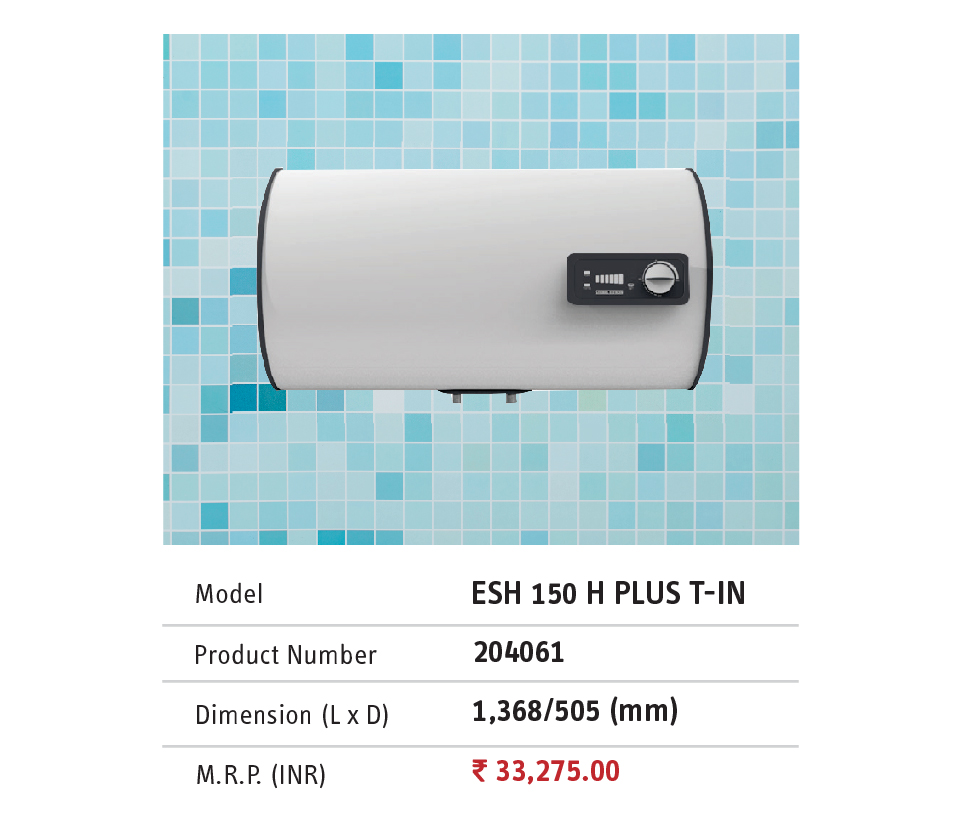 Model ESH 150 H PLUS T-IN
Product Number 204061
Dimension (L x D) 1,368/505 (mm)
M.R.P. (INR) ₹ 33,275.00